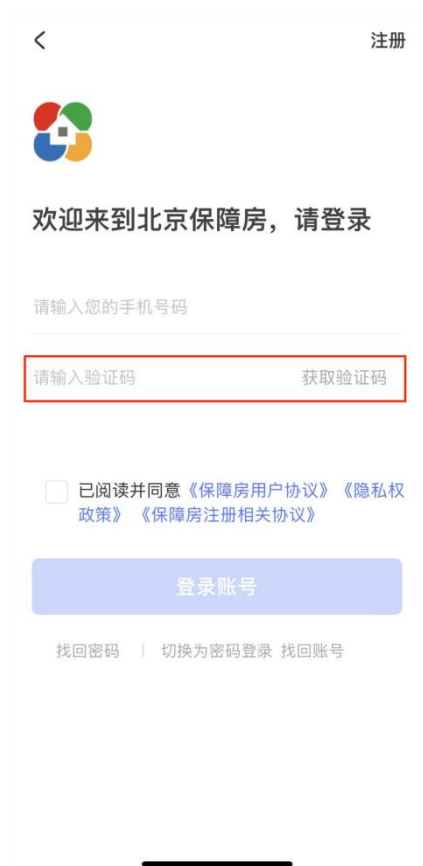 注册
欢迎来到北京保障房，请登录
请输入您的手机号码
请输入验证码 获取验证码
已阅读并同意《保障房用户协议》《隐私权
政策》《保障房注册相关协议》
登录账号
找回密码 | 切换为密码登录 找回账号